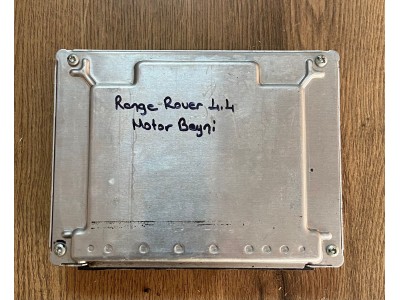 Range-Rover 4.4
Motor Beyni